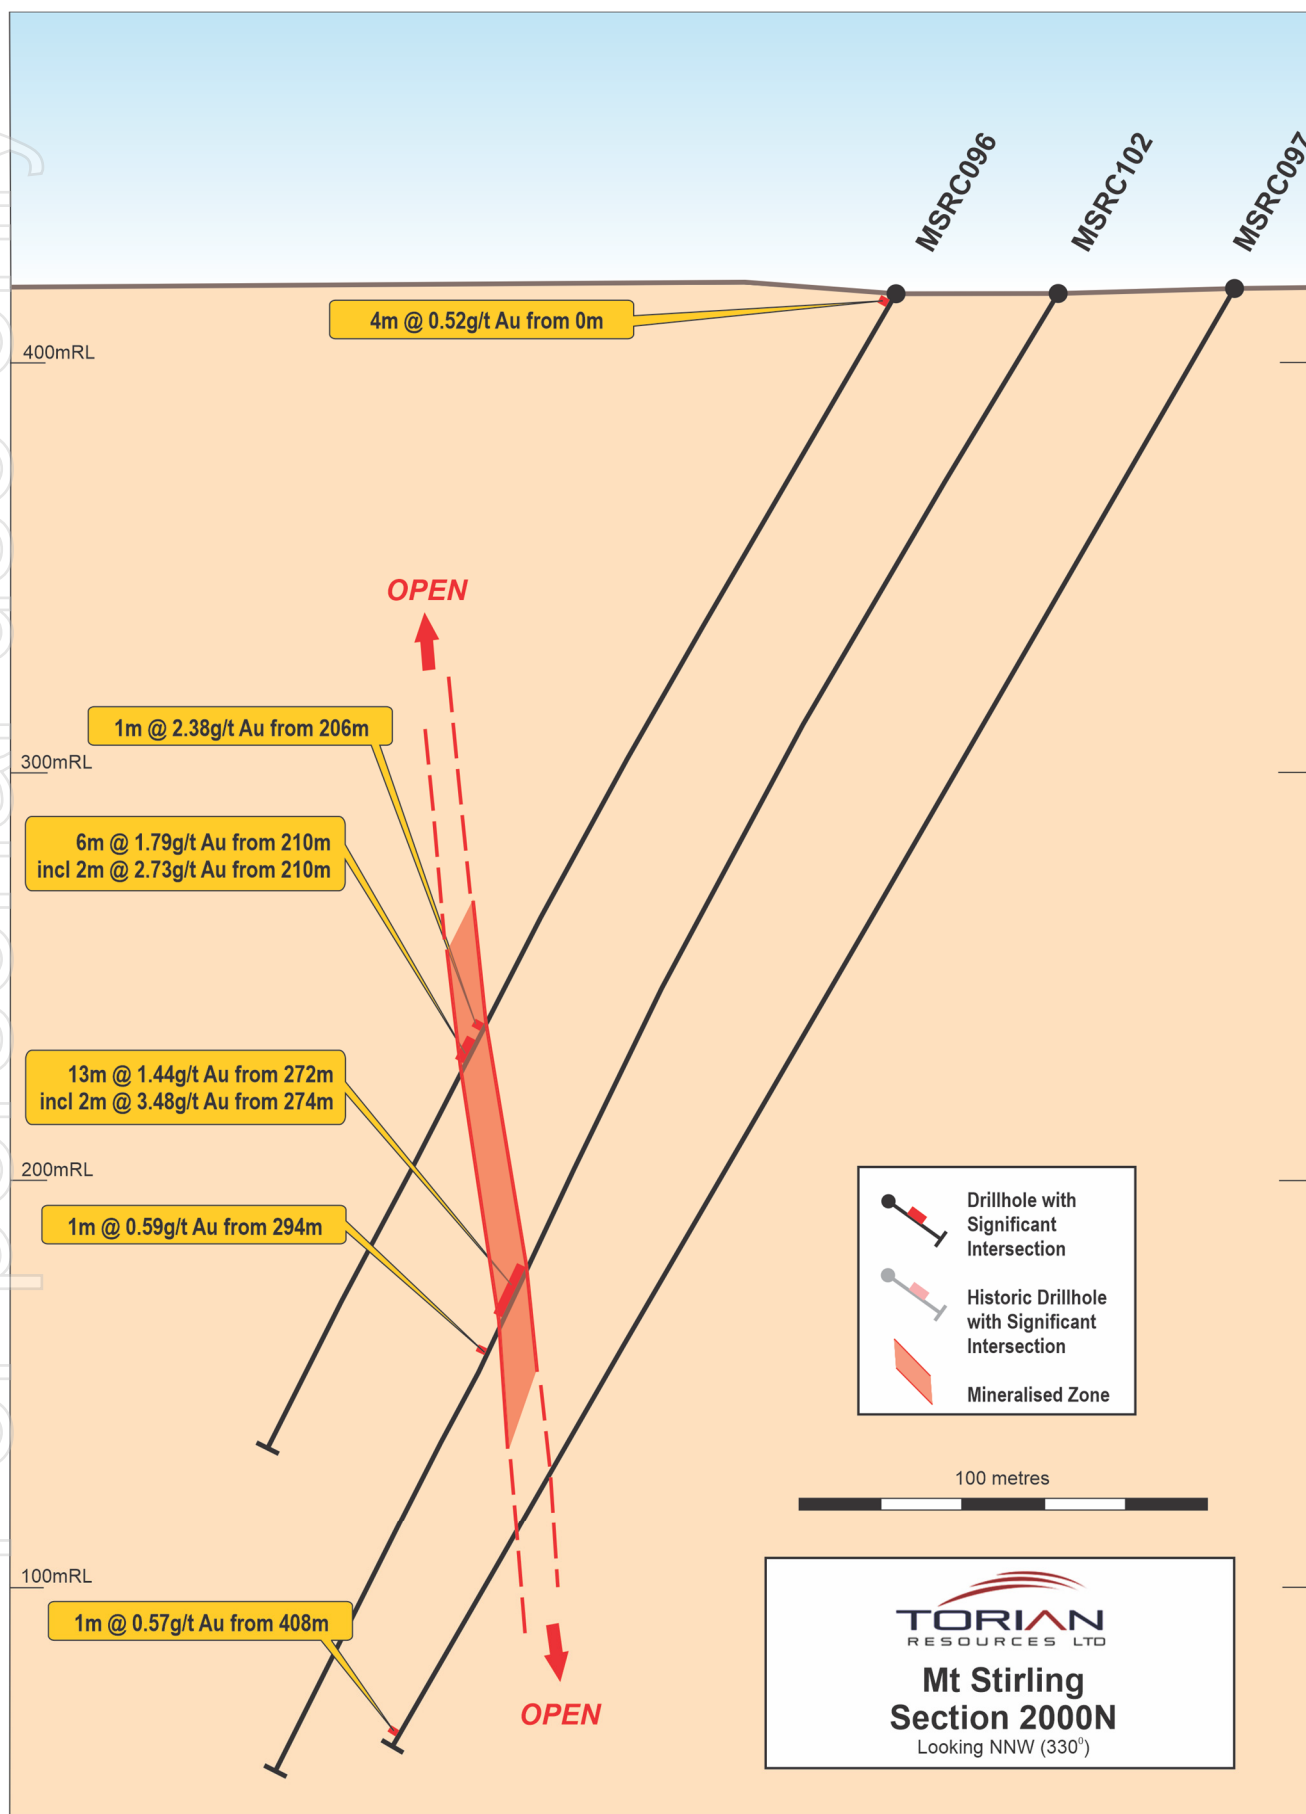 MSRC096
MSRC102
MSRC097
4m @ 0.52g/t Au from 0m
400mRL
OPEN
1m @ 2.38g/t Au from 206m
300mRL
6m @ 1.79g/t Au from 210m
incl 2m @ 2.73g/t Au from 210m
13m @ 1.44g/t Au from 272m
incl 2m @ 3.48g/t Au from 274m
200mRL
1m @ 0.59g/t Au from 294m
Drillhole with
Significant
Intersection
Historic Drillhole
with Significant
Intersection
Mineralised Zone
100 metres
100mRL
1m @ 0.57g/t Au from 408m
OPEN
TORIAN
RESOURCES LTD
Mt Stirling
Section 2000N
Looking NNW (330⁰)